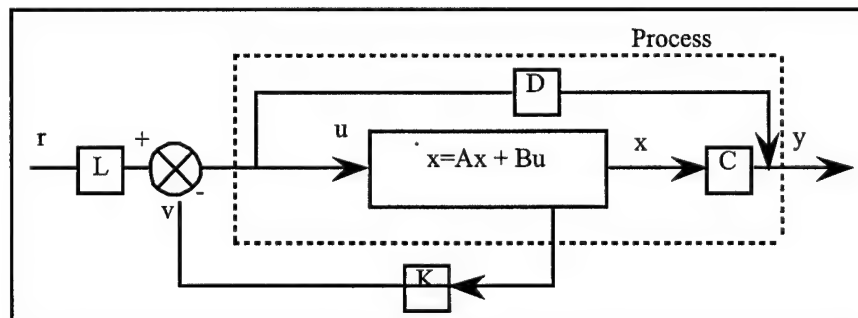 Process
D
r
+
u
ẋ=Ax + Bu
x
y
L
C
-
v
K